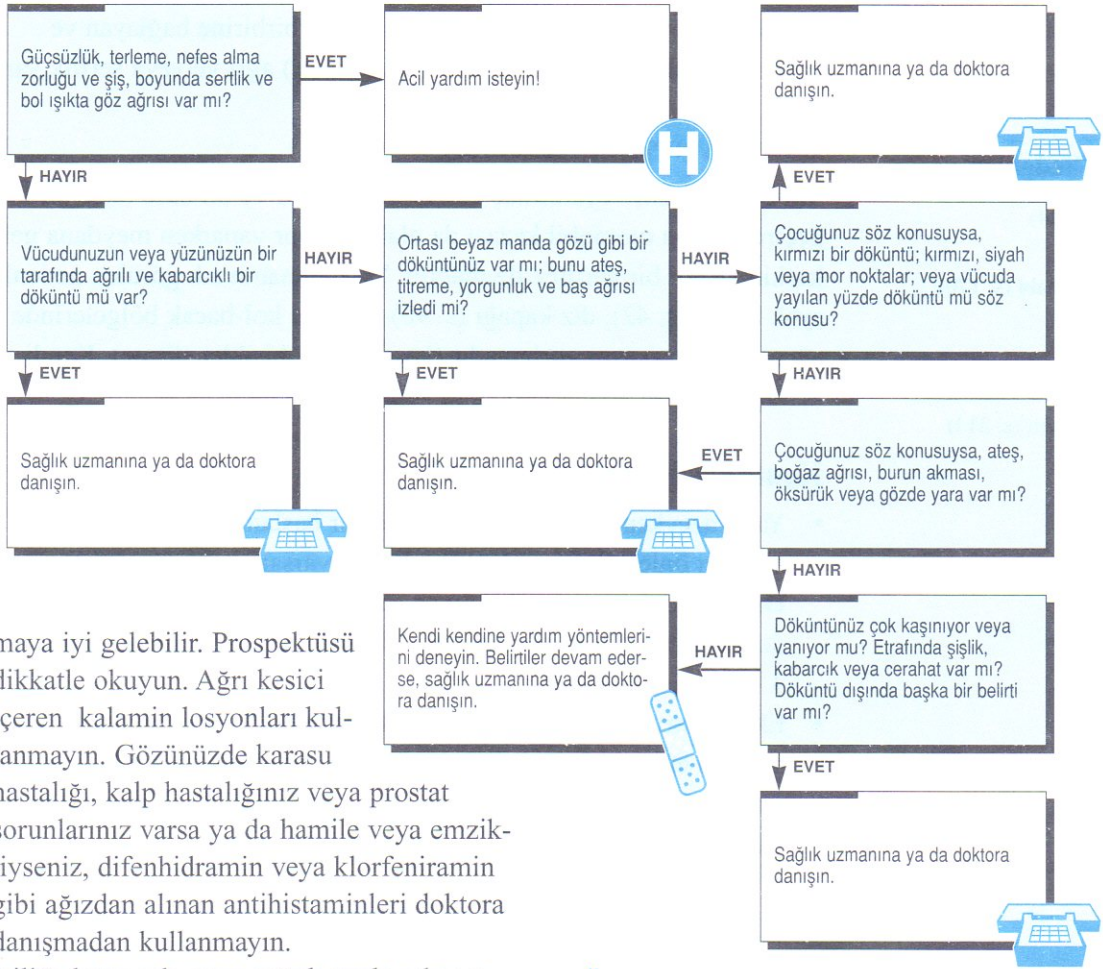 Güçsüzlük, terleme, nefes alma
zorluğu ve şiş, boyunda sertlik ve
bol ışıkta göz ağrısı var mı?
EVET
Acil yardım isteyin!
H
Sağlık uzmanına ya da doktora
danışın.
HAYIR
EVET
Vücudunuzun veya yüzünüzün bir
tarafında ağrılı ve kabarcıklı bir
döküntü mü var?
HAYIR
Ortası beyaz manda gözü gibi bir
döküntünüz var mı; bunu ateş,
titreme, yorgunluk ve baş ağrısı
izledi mi?
HAYIR
Çocuğunuz söz konusuysa,
kırmızı bir döküntü; kırmızı, siyah
veya mor noktalar; veya vücuda
yayılan yüzde döküntü mü söz
konusu?
EVET
EVET
HAYIR
Sağlık uzmanına ya da doktora
danışın.
Sağlık uzmanına ya da doktora
danışın.
EVET
Çocuğunuz söz konusuysa, ateş,
boğaz ağrısı, burun akması,
öksürük veya gözde yara var mı?
HAYIR
Kendi kendine yardım yöntemleri-
ni deneyin. Belirtiler devam eder-
se, sağlık uzmanına ya da dokto-
ra danışın.
HAYIR
Döküntünüz çok kaşınıyor veya
yanıyor mu? Etrafında şişlik,
kabarcık veya cerahat var mı?
Döküntü dışında başka bir belirti
var mı?
EVET
Sağlık uzmanına ya da doktora
danışın.
maya iyi gelebilir. Prospektüsü
dikkatle okuyun. Ağrı kesici
içeren kalamin losyonları kul-
lanmayın. Gözünüzde karasu
hastalığı, kalp hastalığınız veya prostat
sorunlarınız varsa ya da hamile veya emzik-
liyseniz, difenhidramin veya klorfeniramin
gibi ağızdan alınan antihistaminleri doktora
danışmadan kullanmayın.